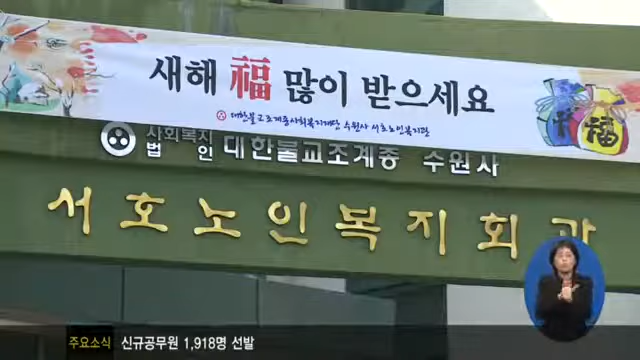 새해 福 많이 받으세요
대한불교조계종사회복지재단 수원사 서호노인복지관
사회복지
법인 대한불교조계종 수원사
서호노인복지회관
福
주요소식 신규공무원 1,918명 선발